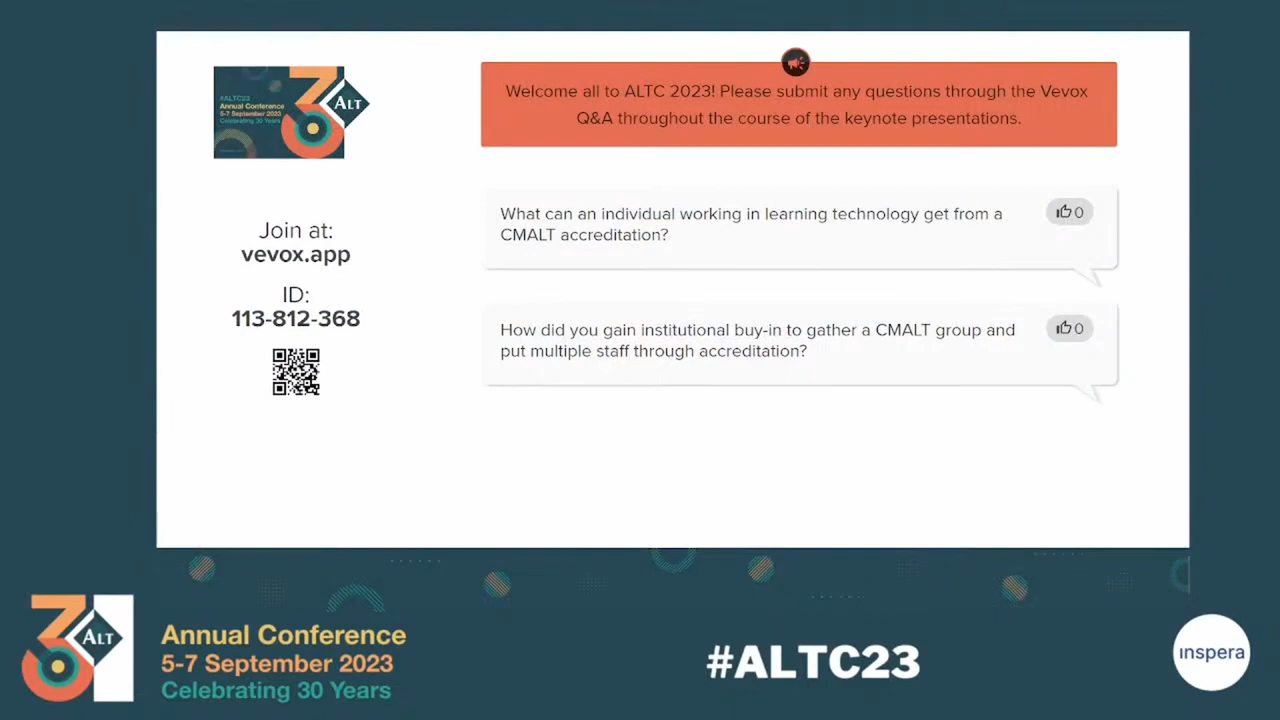 #ALTC23
Annual Conference
5-7 September 2023
Celebrating 30 Years
ALT
Join at:
vevox.app
ID:
113-812-368
Welcome all to ALTC 2023! Please submit any questions through the Vevox
Q&A throughout the course of the keynote presentations.
What can an individual working in learning technology get from a
CMALT accreditation?
0
How did you gain institutional buy-in to gather a CMALT group and
put multiple staff through accreditation?
0
ALT
Annual Conference
5-7 September 2023
Celebrating 30 Years
#ALTC23
inspera